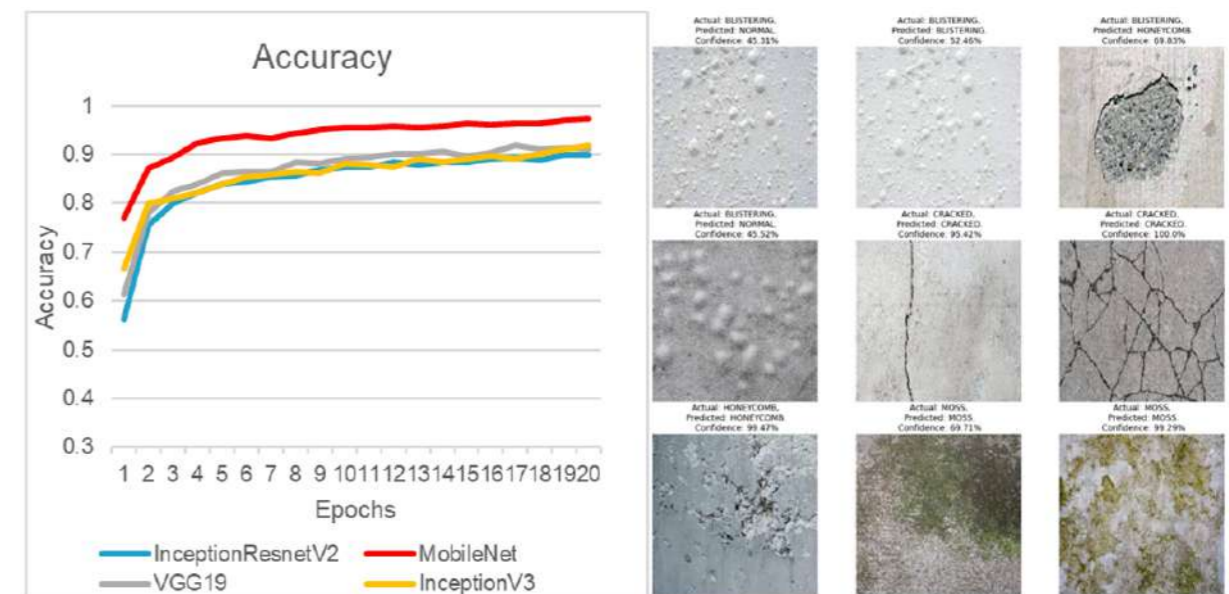 Accuracy
1
0.9
0.8
0.7
0.6
0.5
0.4
0.3
Accuracy
1 2 3 4 5 6 7 8 9 10 11 12 13 14 15 16 17 18 19 20
Epochs
InceptionResnetV2
MobileNet
VGG19
InceptionV3
Actual: BLISTERING.
Predicted: NORMAL.
Confidence: 45.31%
Actual: BLISTERING.
Predicted: BLISTERING.
Confidence: 52.46%
Actual: BLISTERING.
Predicted: HONEYCOMB.
Confidence: 69.83%
Actual: BLISTERING.
Predicted: NORMAL.
Confidence: 45.52%
Actual: CRACKED.
Predicted: CRACKED.
Confidence: 95.42%
Actual: CRACKED.
Predicted: CRACKED.
Confidence: 100.0%
Actual: HONEYCOMB.
Predicted: HONEYCOMB.
Confidence: 99.47%
Actual: MOSS.
Predicted: MOSS.
Confidence: 69.71%
Actual: MOSS.
Predicted: MOSS.
Confidence: 99.29%